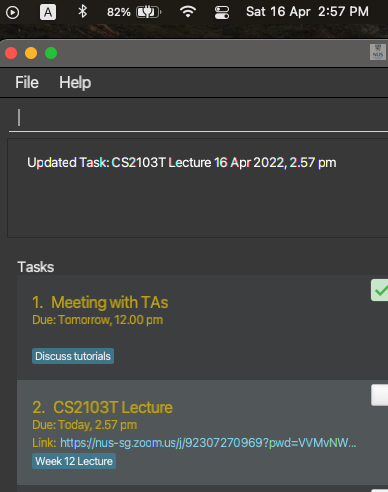 A 82% Sat 16 Apr 2:57 PM
NUS
File Help
Updated Task: CS2103T Lecture 16 Apr 2022, 2.57 pm
Tasks
1. Meeting with TAs
Due: Tomorrow, 12.00 pm
Discuss tutorials
2. CS2103T Lecture
Due: Today, 2.57 pm
Link: https://nus-sg.zoom.us/j/92307270969?pwd=VVMvNW...
Week 12 Lecture